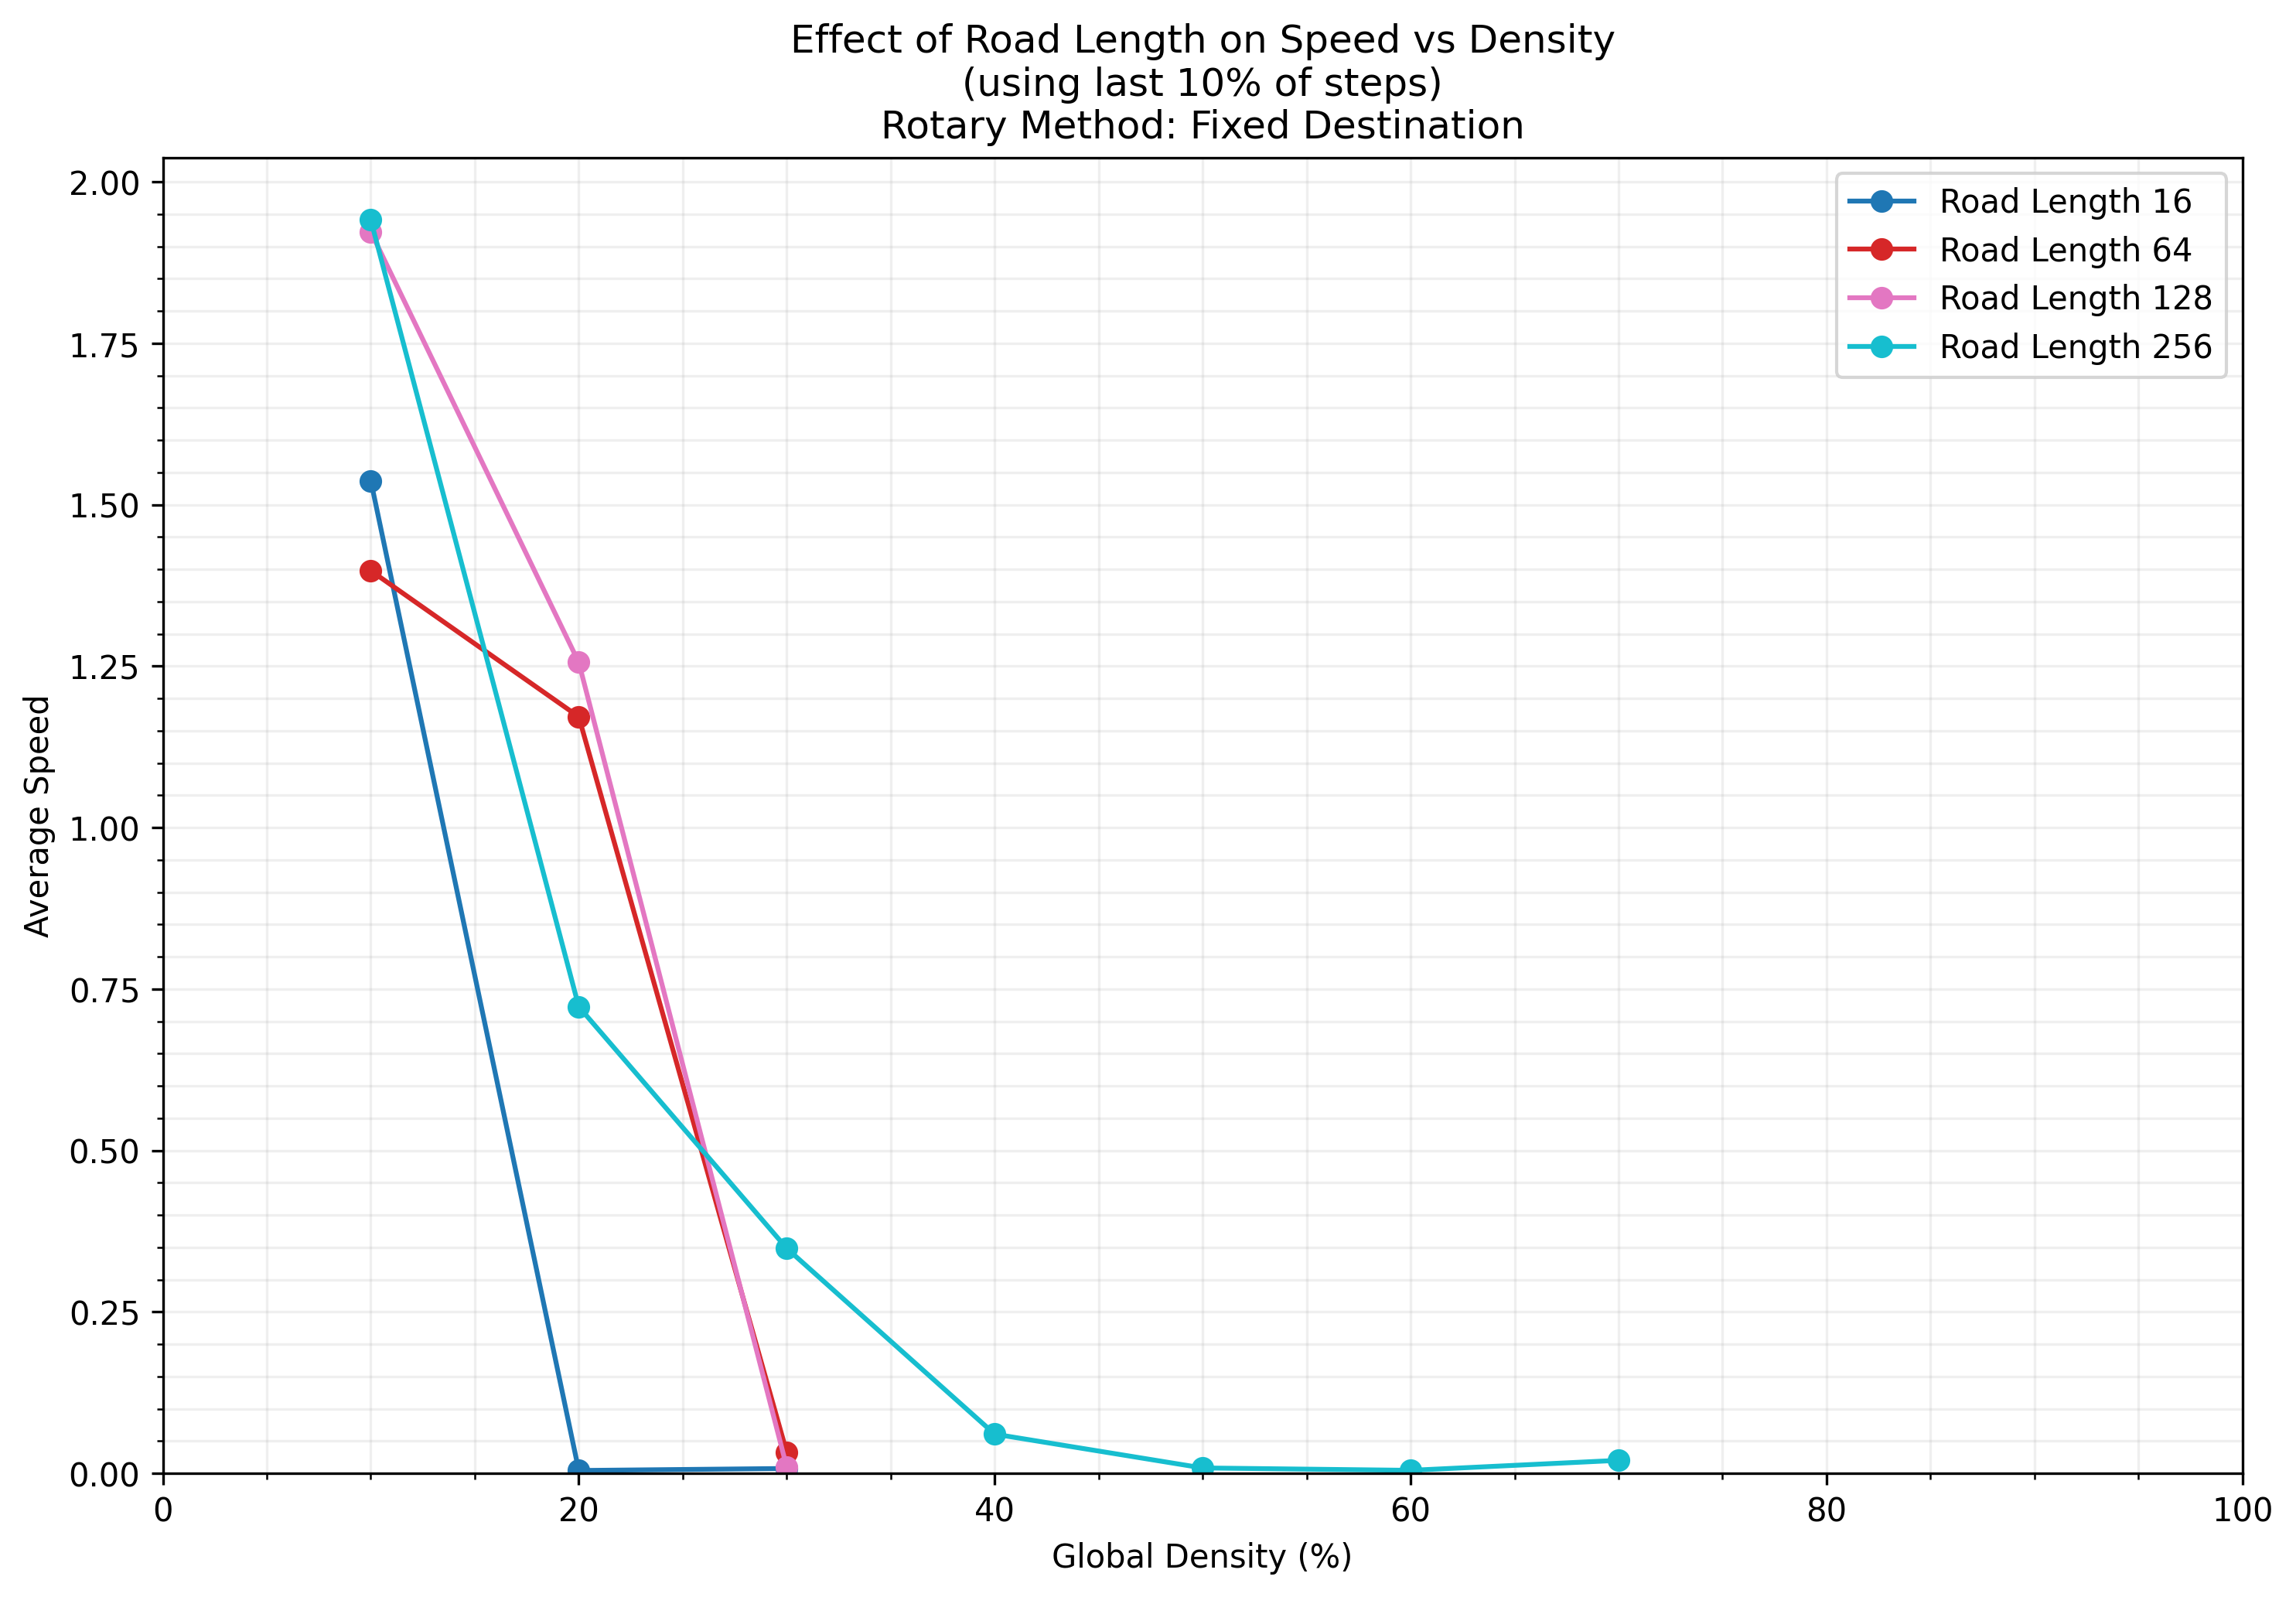 Effect of Road Length on Speed vs Density
(using last 10% of steps)
Rotary Method: Fixed Destination
2.00
1.75
1.50
1.25
1.00
0.75
0.50
0.25
0.00
Average Speed
Road Length 16
Road Length 64
Road Length 128
Road Length 256
0 20 40 60 80 100
Global Density (%)